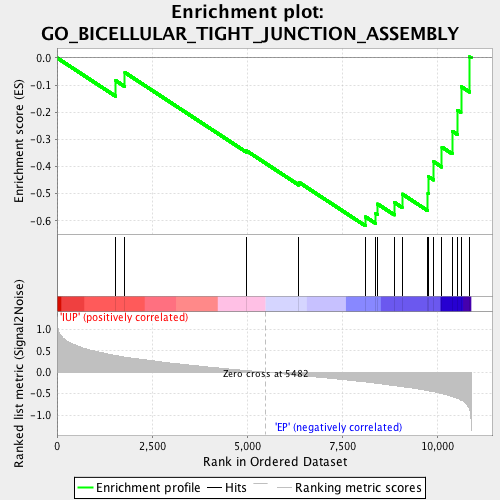 Enrichment plot:
GO_BICELLULAR_TIGHT_JUNCTION_ASSEMBLY
Enrichment score (ES)
0.0
-0.1
-0.2
-0.3
-0.4
-0.5
-0.6
Ranked list metric (Signal2Noise)
1.0
0.5
0.0
-0.5
-1.0
'IUP' (positively correlated)
Zero cross at 5482
'EP' (negatively correlated)
0
2,500
5,000
7,500
10,000
Rank in Ordered Dataset
Enrichment profile
Hits
Ranking metric scores